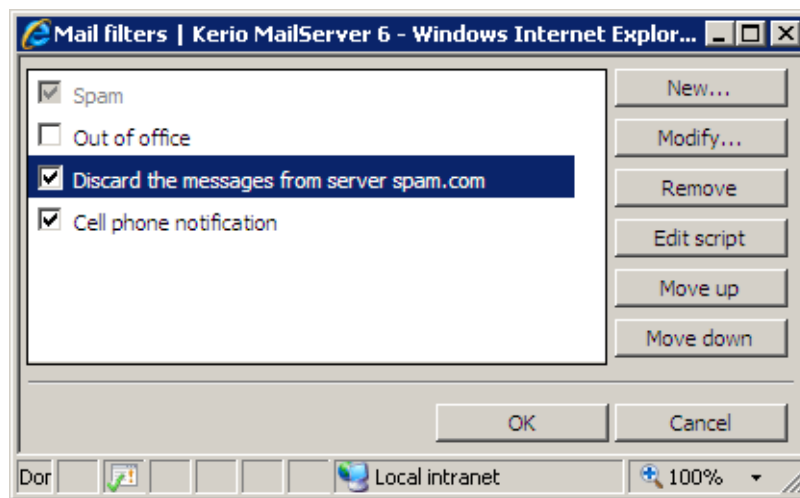 Mail filters | Kerio MailServer 6 - Windows Internet Explor...
Spam
Out of office
Discard the messages from server spam.com
Cell phone notification
New...
Modify...
Remove
Edit script
Move up
Move down
OK
Cancel
Dor
Local intranet
100%